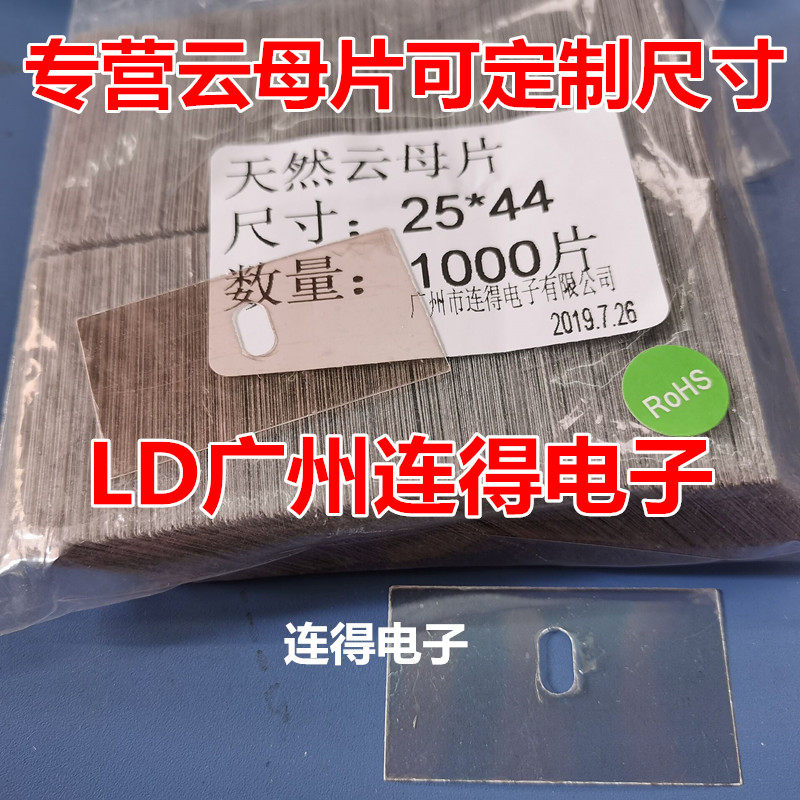 专营云母片可定制尺寸
天然云母片
尺寸：25*44
数量：1000片
广州市连得电子有限公司
2019.7.26
RoHS
LD广州连得电子
连得电子